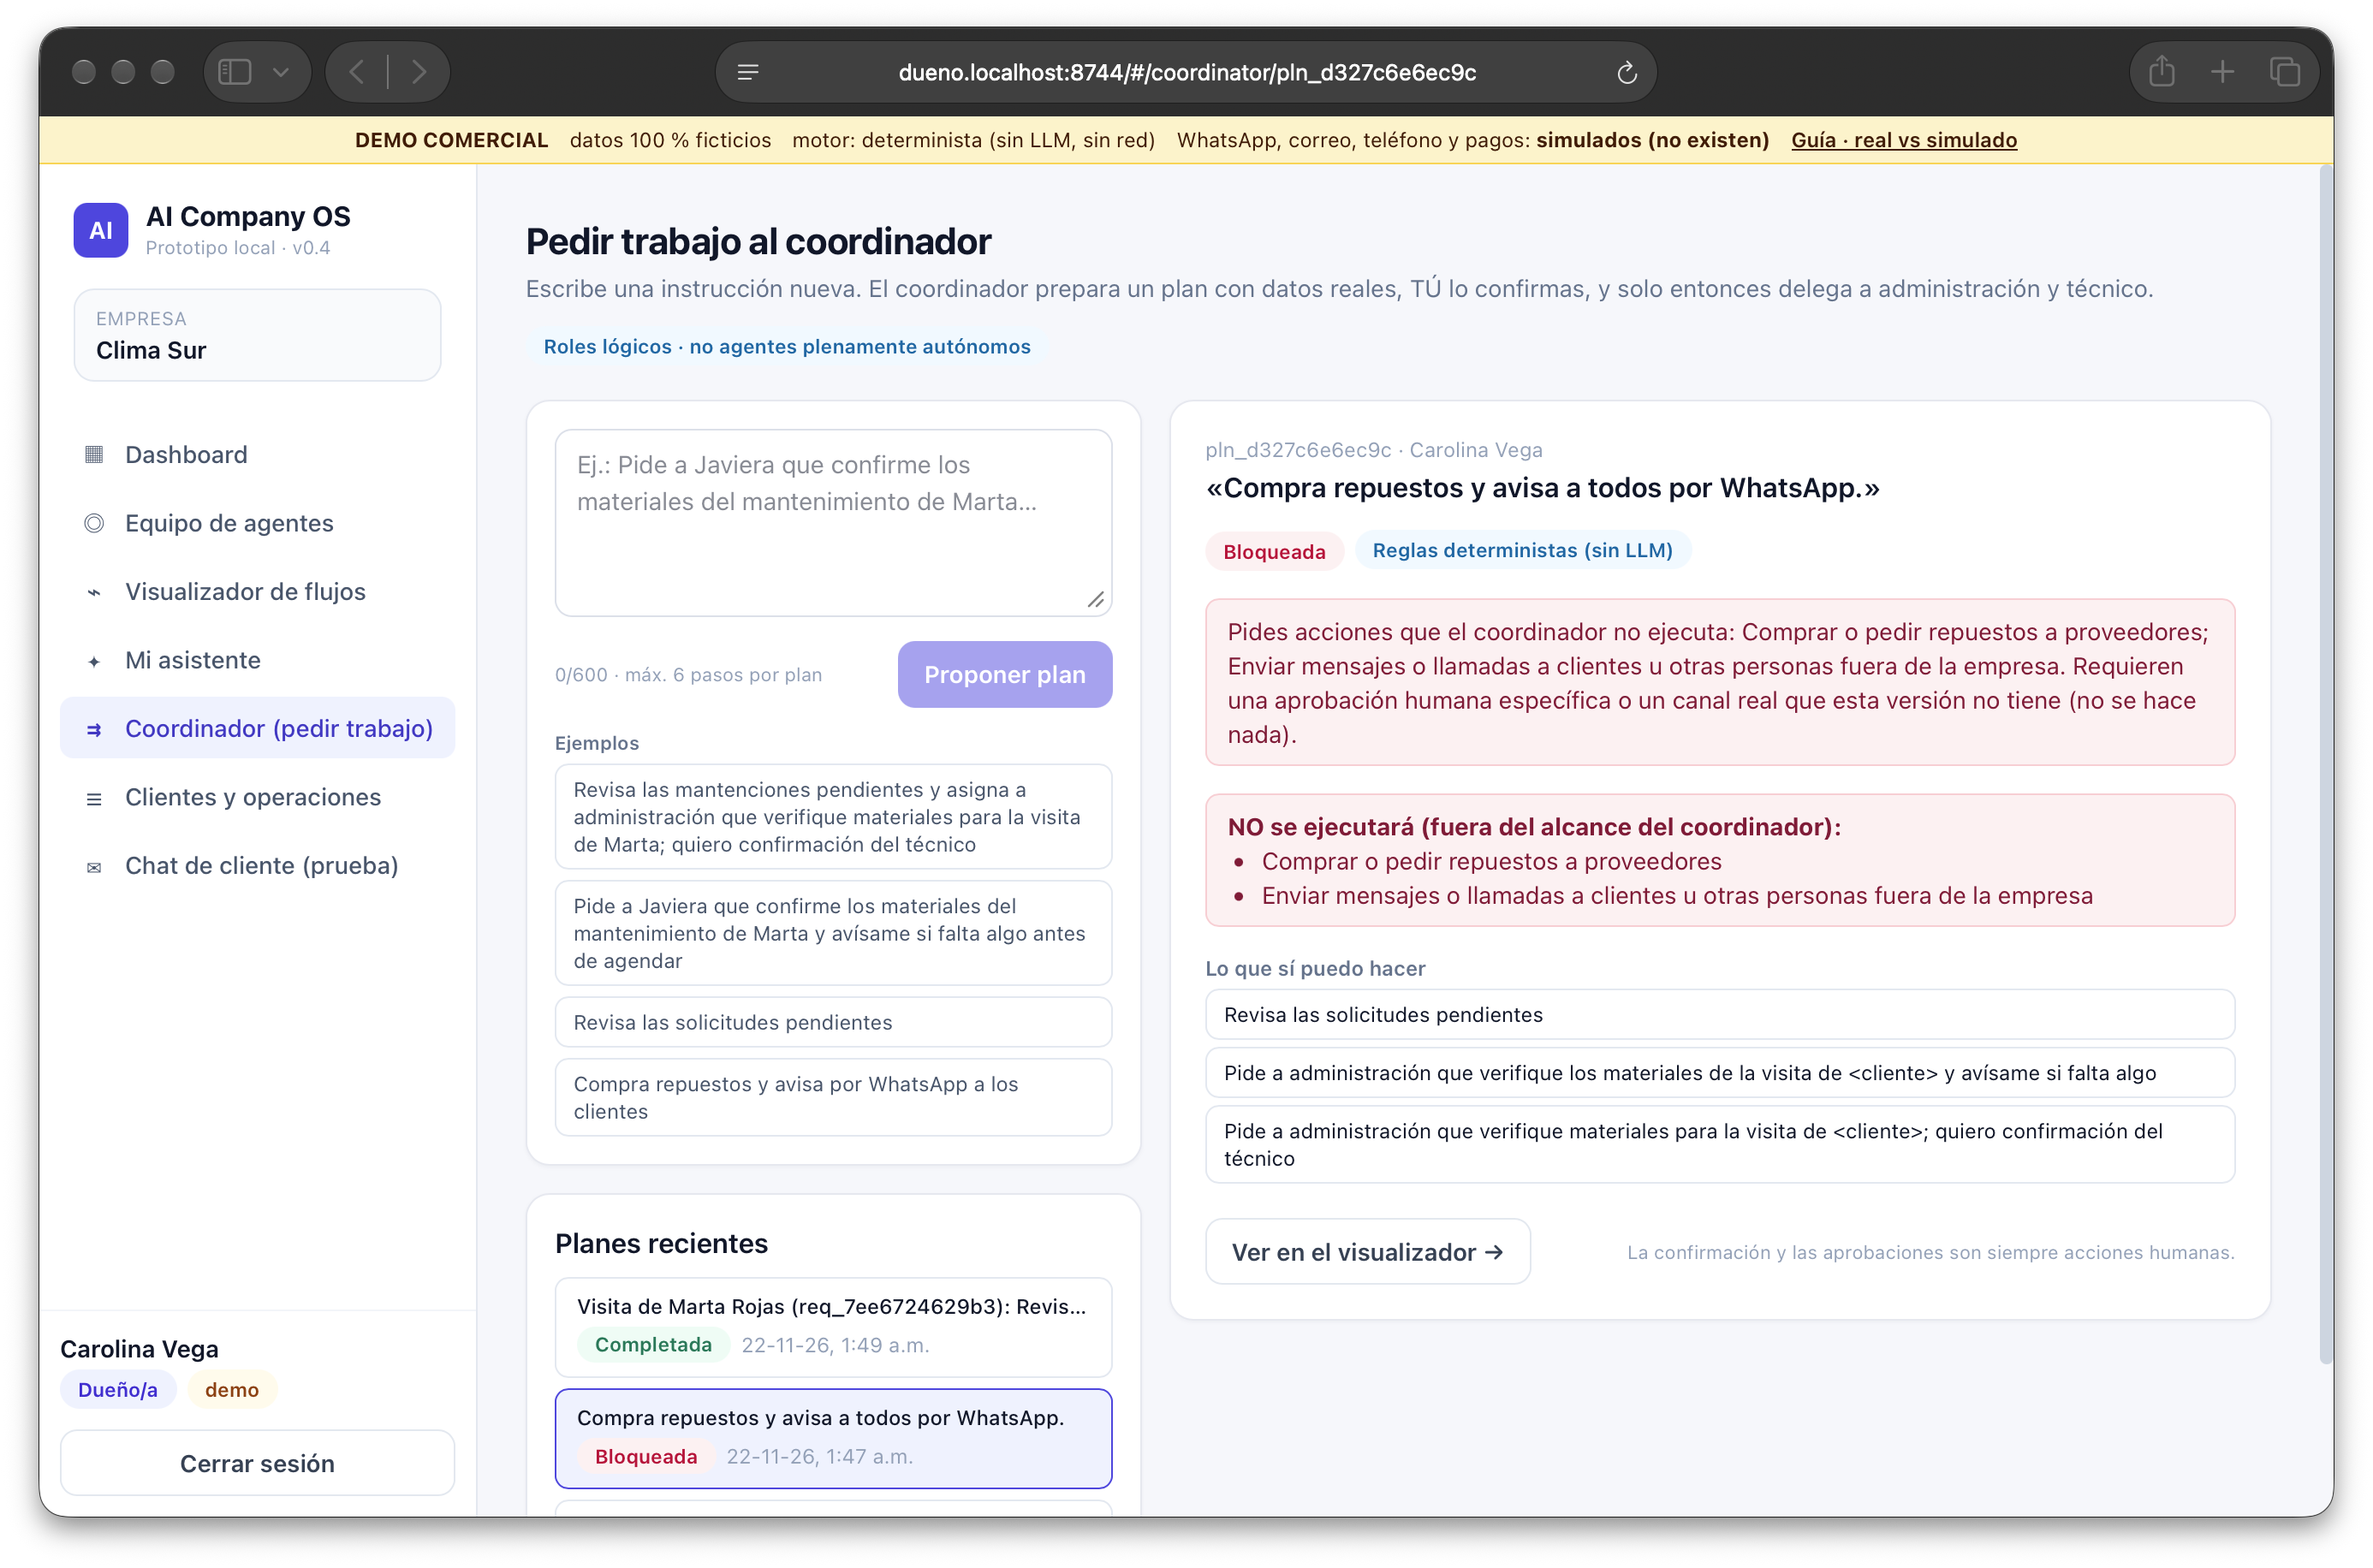 dueno.localhost:8744/#/coordinator/pln_d327c6e6ec9c
DEMO COMERCIAL datos 100 % ficticios motor: determinista (sin LLM, sin red) WhatsApp, correo, teléfono y pagos: simulados (no existen) Guía · real vs simulado
AI
AI Company OS
Prototipo local · v0.4
EMPRESA
Clima Sur
Dashboard
Equipo de agentes
Visualizador de flujos
Mi asistente
Coordinador (pedir trabajo)
Clientes y operaciones
Chat de cliente (prueba)
Carolina Vega
Dueño/a demo
Cerrar sesión
Pedir trabajo al coordinador
Escribe una instrucción nueva. El coordinador prepara un plan con datos reales, TÚ lo confirmas, y solo entonces delega a administración y técnico.
Roles lógicos · no agentes plenamente autónomos
Ej.: Pide a Javiera que confirme los
materiales del mantenimiento de Marta...
0/600 · máx. 6 pasos por plan
Proponer plan
Ejemplos
Revisa las mantenciones pendientes y asigna a
administración que verifique materiales para la visita
de Marta; quiero confirmación del técnico
Pide a Javiera que confirme los materiales del
mantenimiento de Marta y avísame si falta algo antes
de agendar
Revisa las solicitudes pendientes
Compra repuestos y avisa por WhatsApp a los
clientes
Planes recientes
Visita de Marta Rojas (req_7ee6724629b3): Revis...
Completada 22-11-26, 1:49 a.m.
Compra repuestos y avisa a todos por WhatsApp.
Bloqueada 22-11-26, 1:47 a.m.
pln_d327c6e6ec9c · Carolina Vega
«Compra repuestos y avisa a todos por WhatsApp.»
Bloqueada Reglas deterministas (sin LLM)
Pides acciones que el coordinador no ejecuta: Comprar o pedir repuestos a proveedores;
Enviar mensajes o llamadas a clientes u otras personas fuera de la empresa. Requieren
una aprobación humana específica o un canal real que esta versión no tiene (no se hace
nada).
NO se ejecutará (fuera del alcance del coordinador):
• Comprar o pedir repuestos a proveedores
• Enviar mensajes o llamadas a clientes u otras personas fuera de la empresa
Lo que sí puedo hacer
Revisa las solicitudes pendientes
Pide a administración que verifique los materiales de la visita de <cliente> y avísame si falta algo
Pide a administración que verifique materiales para la visita de <cliente>; quiero confirmación del
técnico
Ver en el visualizador →
La confirmación y las aprobaciones son siempre acciones humanas.